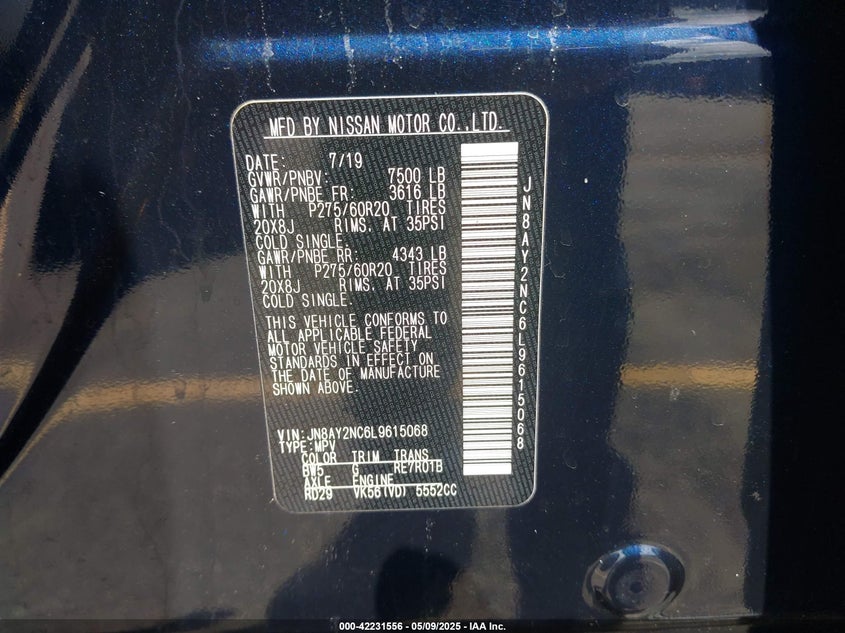 MFD BY NISSAN MOTOR CO.,LTD.
DATE: 7/19
GVWR/PNBV: 7500 LB
GAWR/PNBE FR: 3616 LB
WITH P275/60R20 TIRES
20X8J RIMS. AT 35PSI
COLD SINGLE.
GAWR/PNBE RR: 4343 LB
WITH P275/60R20 TIRES
20X8J RIMS. AT 35PSI
COLD SINGLE.
THIS VEHICLE CONFORMS TO
ALL APPLICABLE FEDERAL
MOTOR VEHICLE SAFETY
STANDARDS IN EFFECT ON
THE DATE OF MANUFACTURE
SHOWN ABOVE.
VIN:JN8AY2NC6L9615068
TYPE:MPV
COLOR TRIM TRANS
BW5 G RE7R01B
AXLE ENGINE
RD29 VK56(VD) 5552CC
JN8AY2NC6L9615068
000-42231556 — 05/09/2025 — IAA Inc.